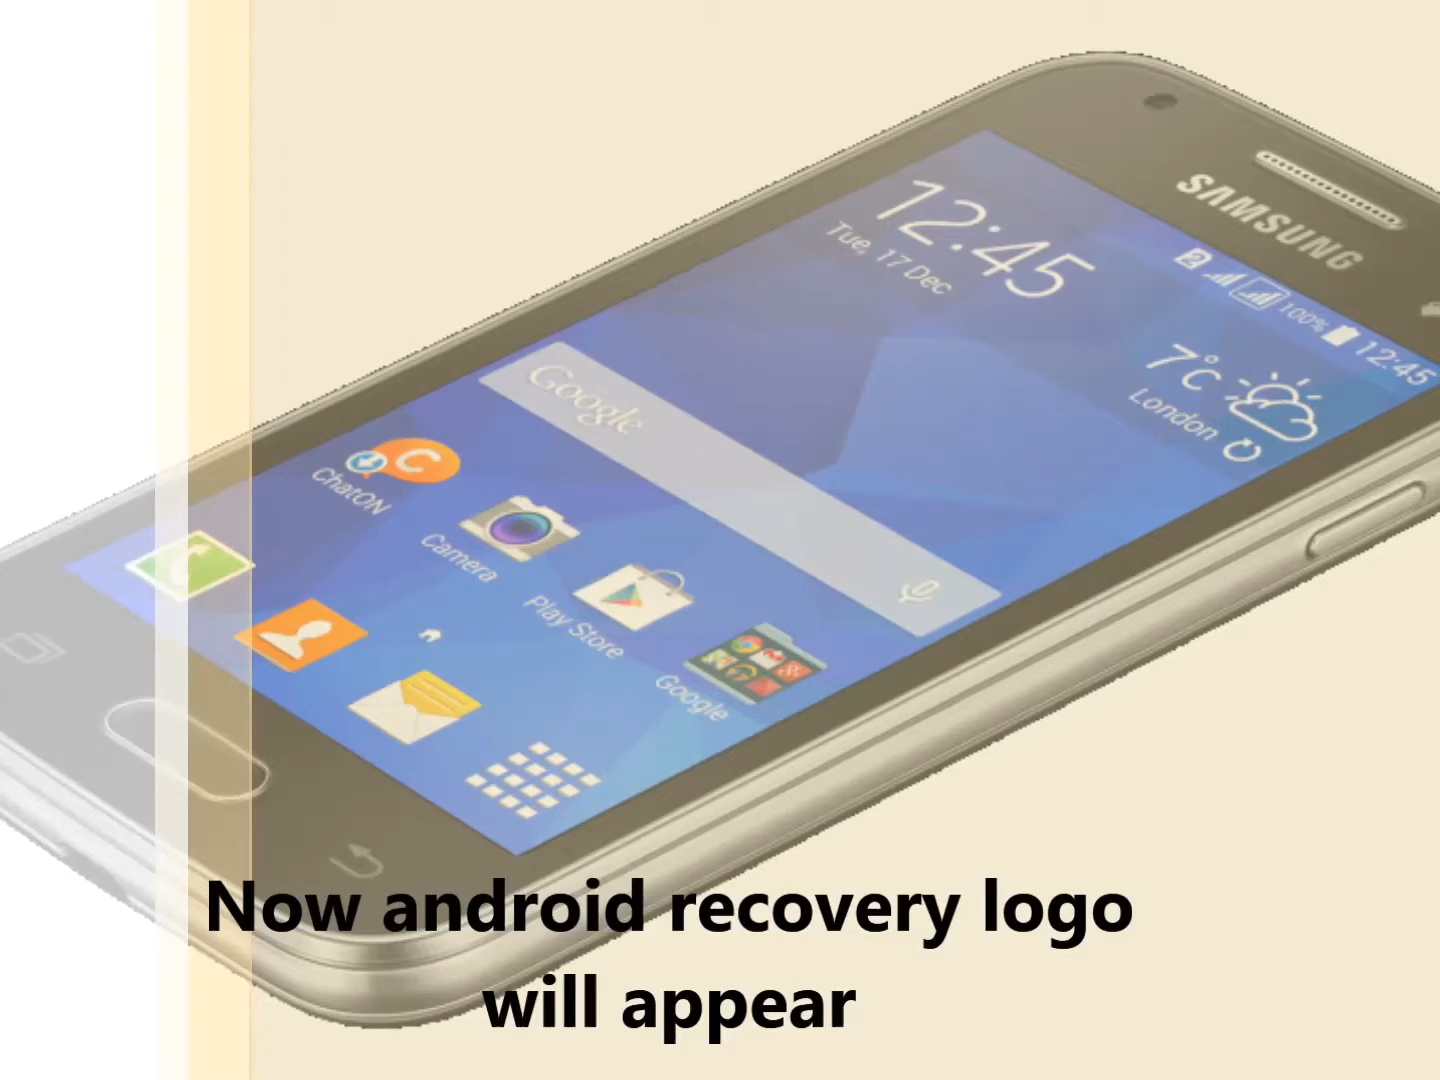 SAMSUNG
2 100% 12:45
12:45
Tue, 17 Dec
7°C
London
Google
ChatON
Camera
Play Store
Google
Now android recovery logo
will appear